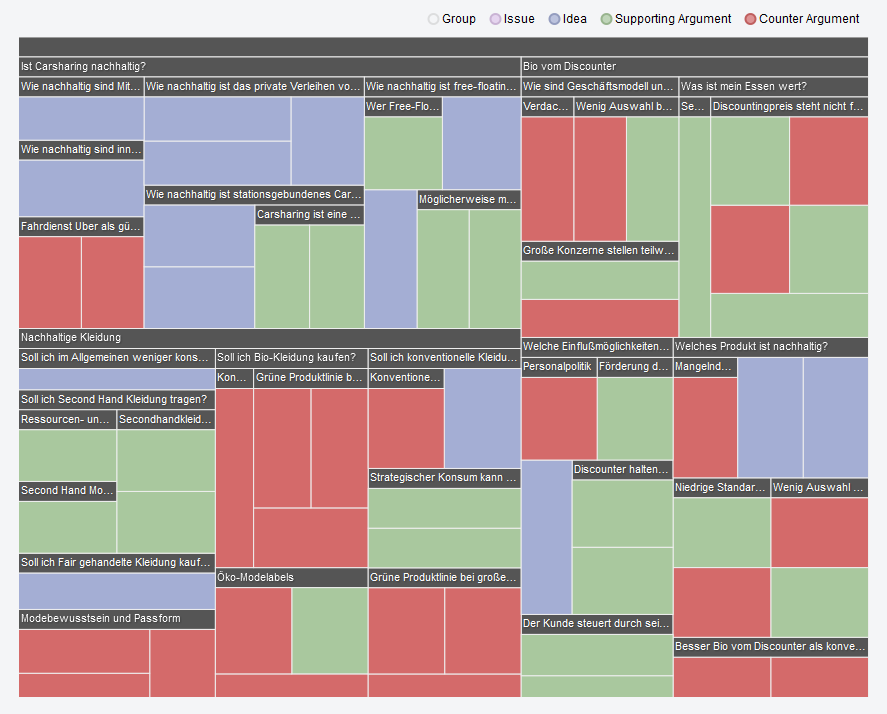 Group Issue Idea Supporting Argument Counter Argument
Ist Carsharing nachhaltig?
Bio vom Discounter
Wie nachhaltig sind Mit...
Wie nachhaltig ist das private Verleihen vo...
Wie nachhaltig ist free-floatin...
Wie sind Geschäftsmodell un...
Was ist mein Essen wert?
Wer Free-Flo...
Verdac...
Wenig Auswahl b...
Se...
Discountingpreis steht nicht f...
Wie nachhaltig sind inn...
Wie nachhaltig ist stationsgebundenes Car...
Möglicherweise m...
Carsharing ist eine ...
Fahrdienst Uber als gü...
Große Konzerne stellen teilw...
Nachhaltige Kleidung
Welche Einflußmöglichkeiten...
Welches Produkt ist nachhaltig?
Soll ich im Allgemeinen weniger kons...
Soll ich Bio-Kleidung kaufen?
Soll ich konventionelle Kleidu...
Personalpolitik
Förderung d...
Mangelnd...
Kon...
Grüne Produktlinie b...
Konventione...
Soll ich Second Hand Kleidung tragen?
Ressourcen- un...
Secondhandkleid...
Discounter halten...
Strategischer Konsum kann ...
Second Hand Mo...
Niedrige Standar...
Wenig Auswahl ...
Soll ich Fair gehandelte Kleidung kauf...
Öko-Modelabels
Grüne Produktlinie bei große...
Modebewusstsein und Passform
Der Kunde steuert durch sei...
Besser Bio vom Discounter als konve...